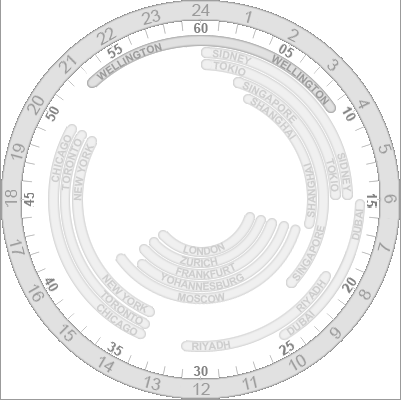 24
1
2
3
4
5
6
7
8
9
10
11
12
13
14
15
16
17
18
19
20
21
22
23
60
05
10
15
20
25
30
35
40
45
50
55
WELLINGTON
WELLINGTON
SIDNEY
SIDNEY
TOKIO
TOKIO
SINGAPORE
SINGAPORE
SHANGHAI
SHANGHAI
DUBAI
DUBAI
RIYADH
RIYADH
CHICAGO
CHICAGO
TORONTO
TORONTO
NEW YORK
NEW YORK
LONDON
ZURICH
FRANKFURT
YOHANNESBURG
MOSCOW